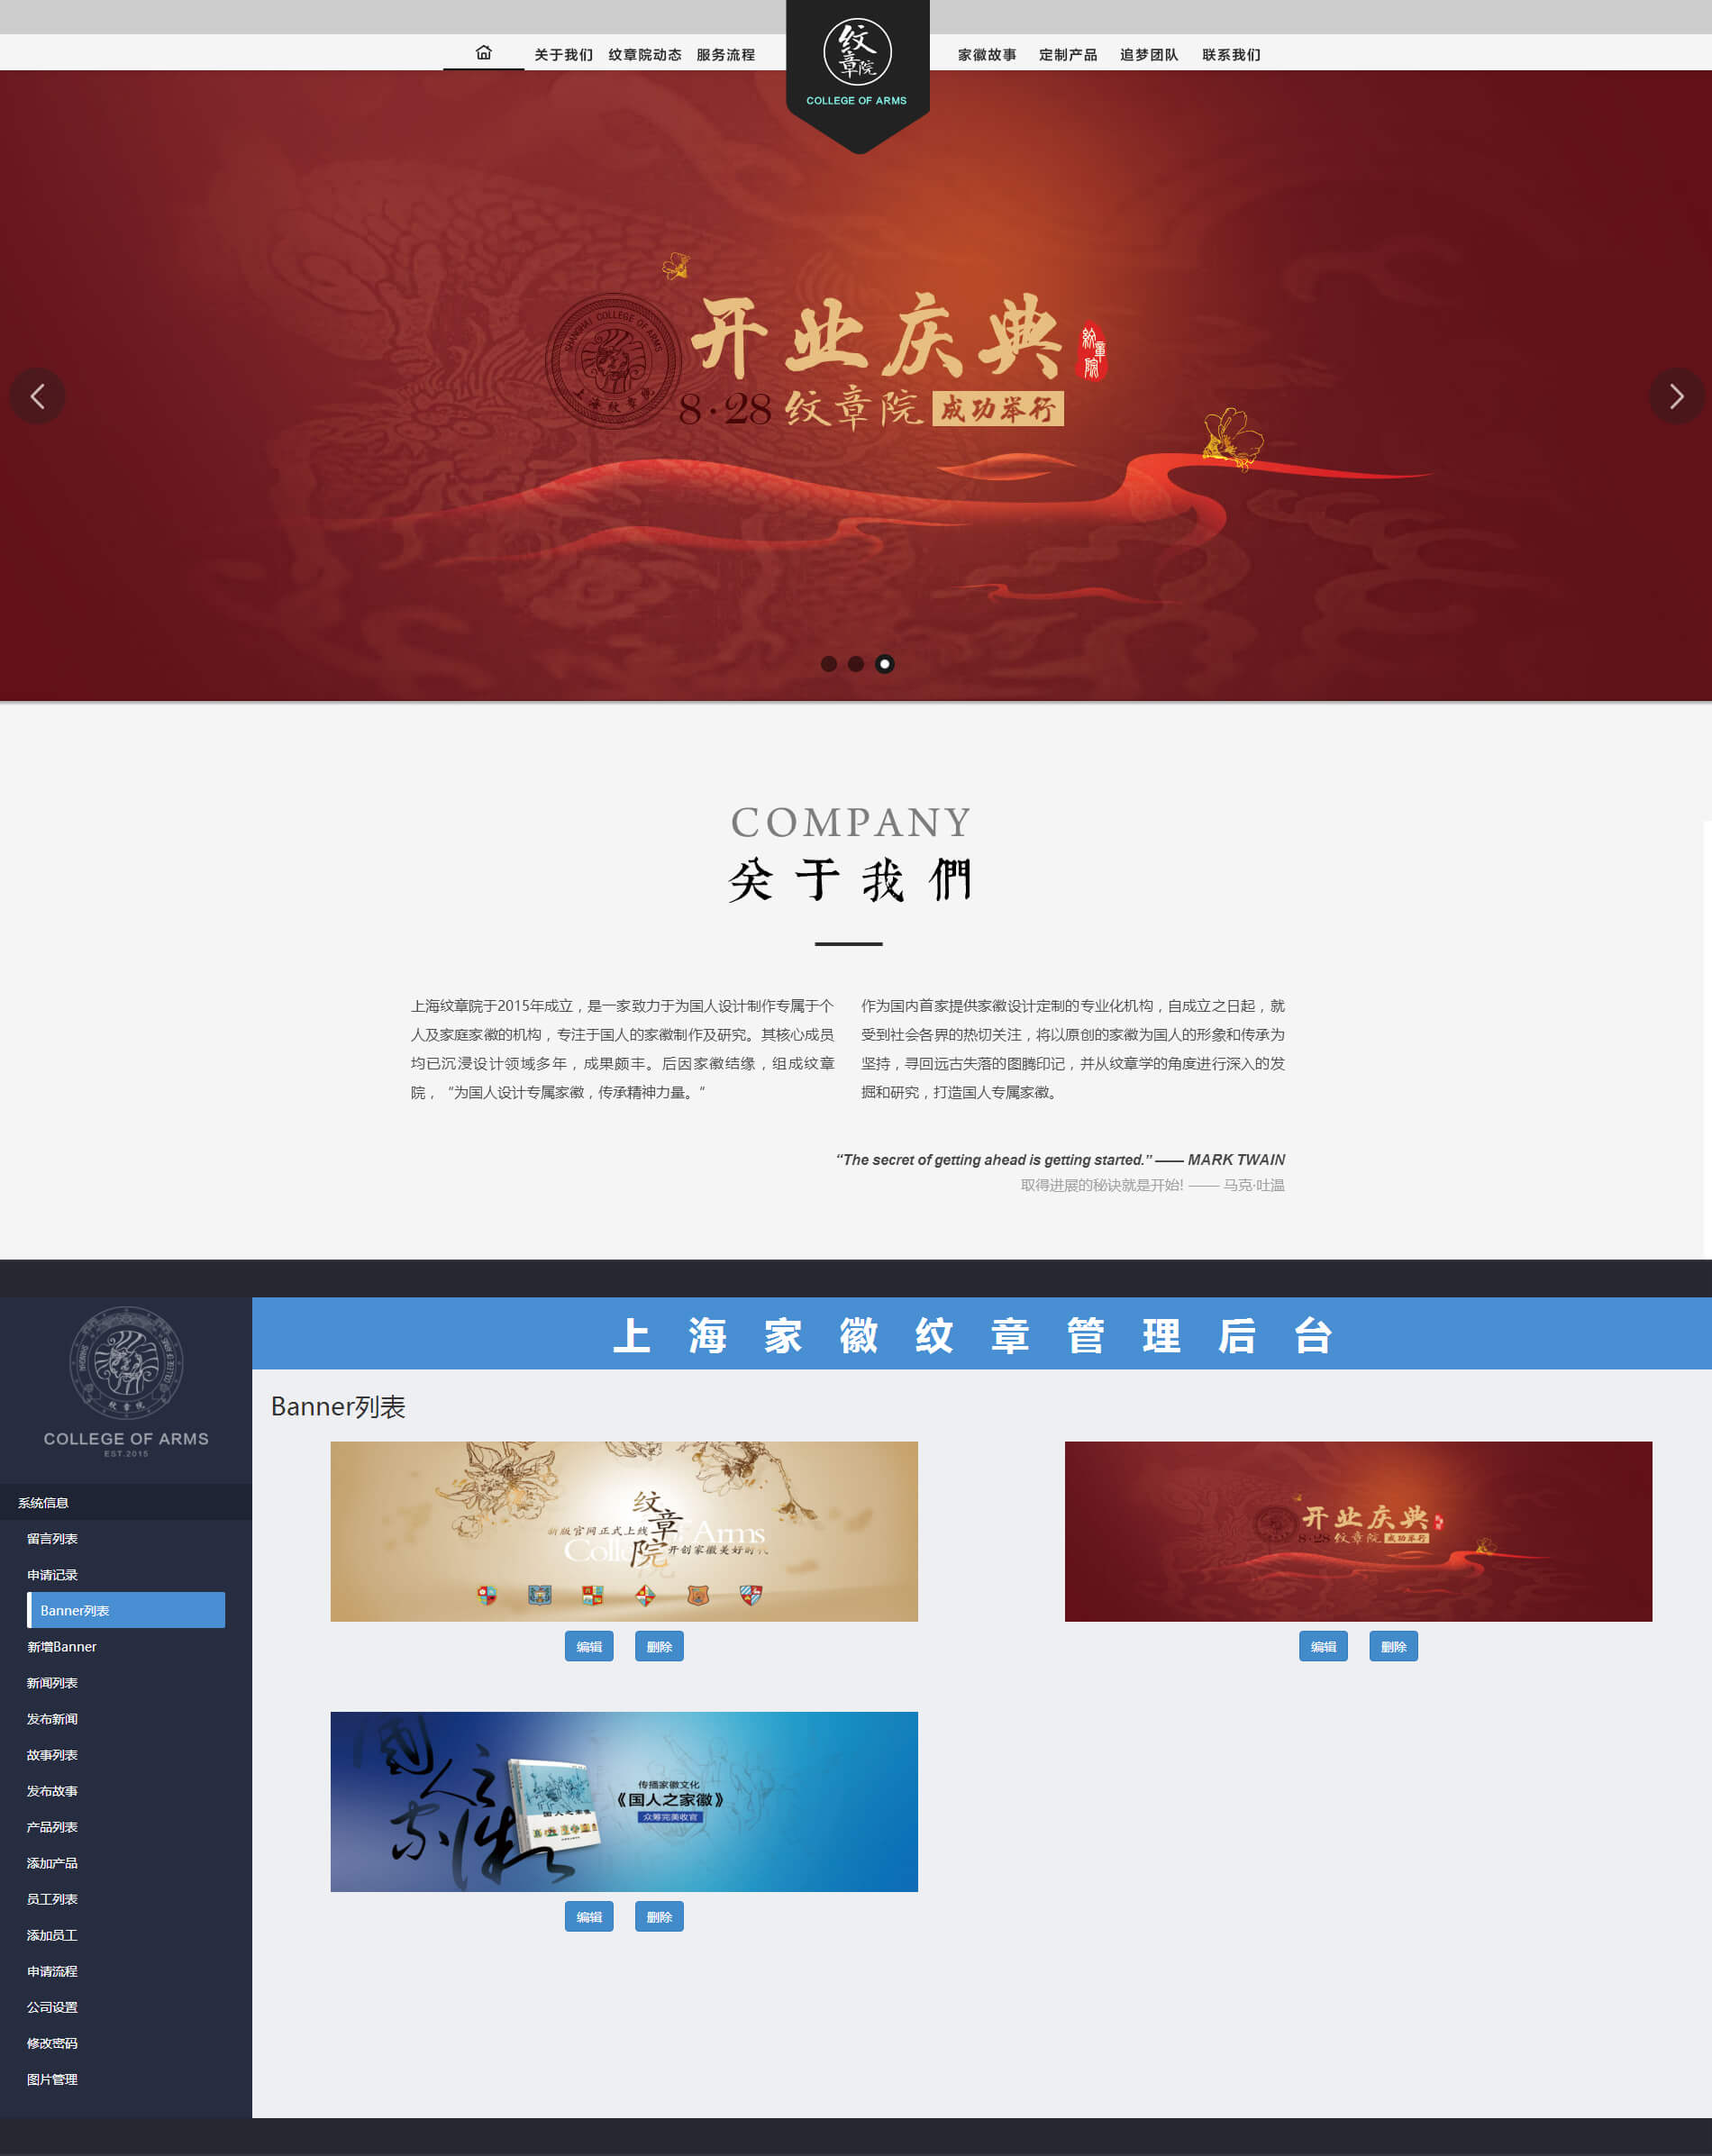 关于我们 纹章院动态 服务流程
纹章院
COLLEGE OF ARMS
家徽故事 定制产品 追梦团队 联系我们
SHANGHAI COLLEGE OF ARMS
上海纹章院
开业庆典
纹章院
8·28 纹章院 成功举行
COMPANY
关于我們
上海纹章院于2015年成立，是一家致力于为国人设计制作专属于个
人及家庭家徽的机构，专注于国人的家徽制作及研究。其核心成员
均已沉浸设计领域多年，成果颇丰。后因家徽结缘，组成纹章
院，“为国人设计专属家徽，传承精神力量。”
作为国内首家提供家徽设计定制的专业化机构，自成立之日起，就
受到社会各界的热切关注，将以原创的家徽为国人的形象和传承为
坚持，寻回远古失落的图腾印记，并从纹章学的角度进行深入的发
掘和研究，打造国人专属家徽。
“The secret of getting ahead is getting started.” —— MARK TWAIN
取得进展的秘诀就是开始! —— 马克·吐温
纹章院
COLLEGE OF ARMS
EST.2015
上海家徽纹章管理后台
系统信息
留言列表
申请记录
Banner列表
新增Banner
新闻列表
发布新闻
故事列表
发布故事
产品列表
添加产品
员工列表
添加员工
申请流程
公司设置
修改密码
图片管理
Banner列表
纹章院
新版官网正式上线
开创家徽美好时代
编辑 删除
开业庆典
8·28 纹章院 成功举行
编辑 删除
国人之家徽
国人之家徽
传播家徽文化
《国人之家徽》
众筹完美收官
编辑 删除